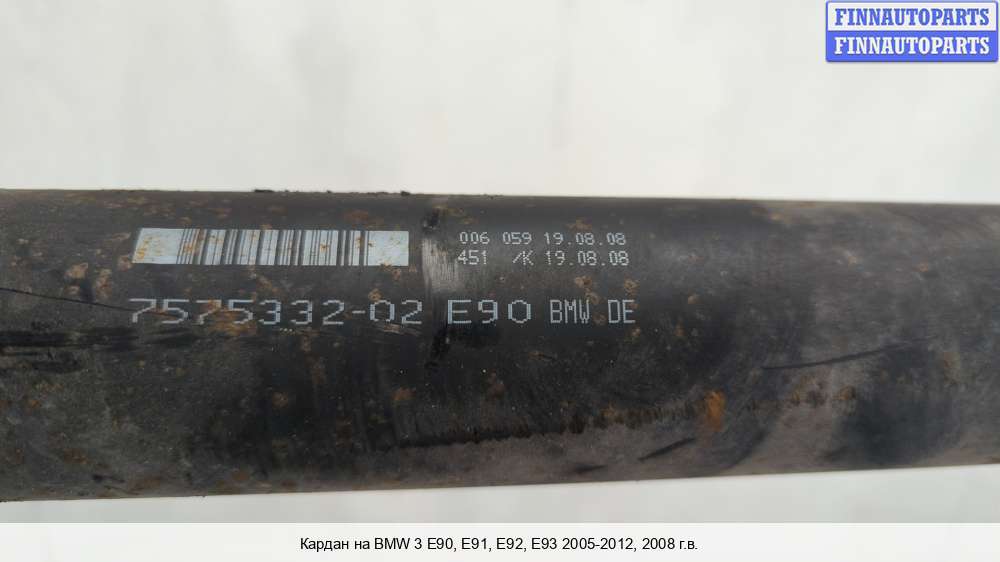 FINNAUTOPARTS
FINNAUTOPARTS
006 059 19.08.08
451 /K 19.08.08
7575332-02 E90 BMW DE
Кардан на BMW 3 E90, E91, E92, E93 2005-2012, 2008 г.в.